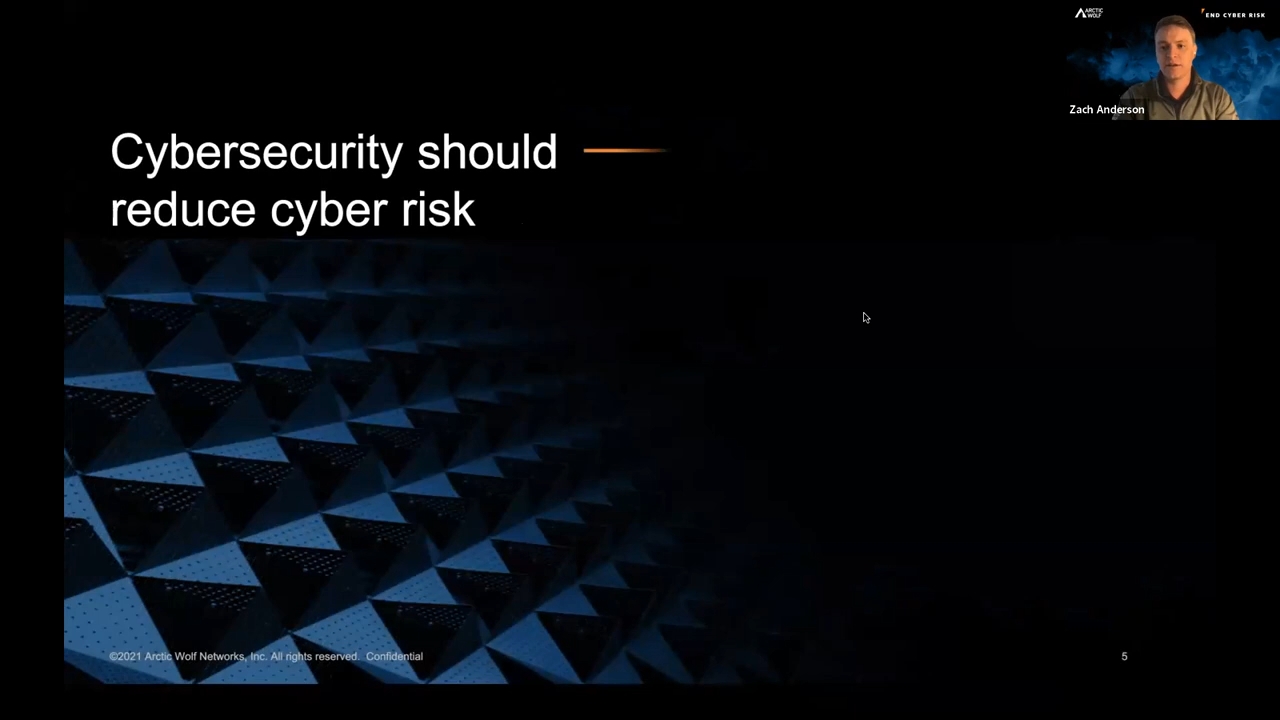 ARCTIC
WOLF
END CYBER RISK
Zach Anderson
Cybersecurity should
reduce cyber risk
©2021 Arctic Wolf Networks, Inc. All rights reserved. Confidential
5